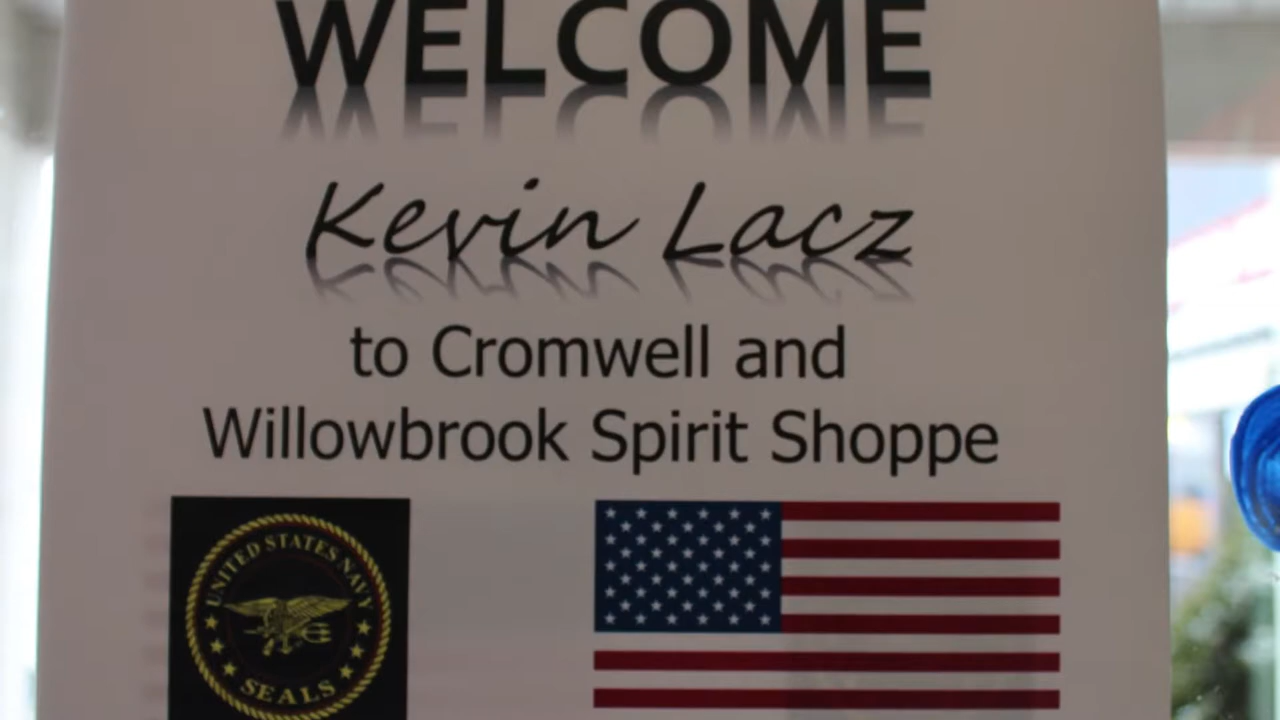 WELCOME
Kevin Lacz
to Cromwell and
Willowbrook Spirit Shoppe
UNITED STATES NAVY
SEALS